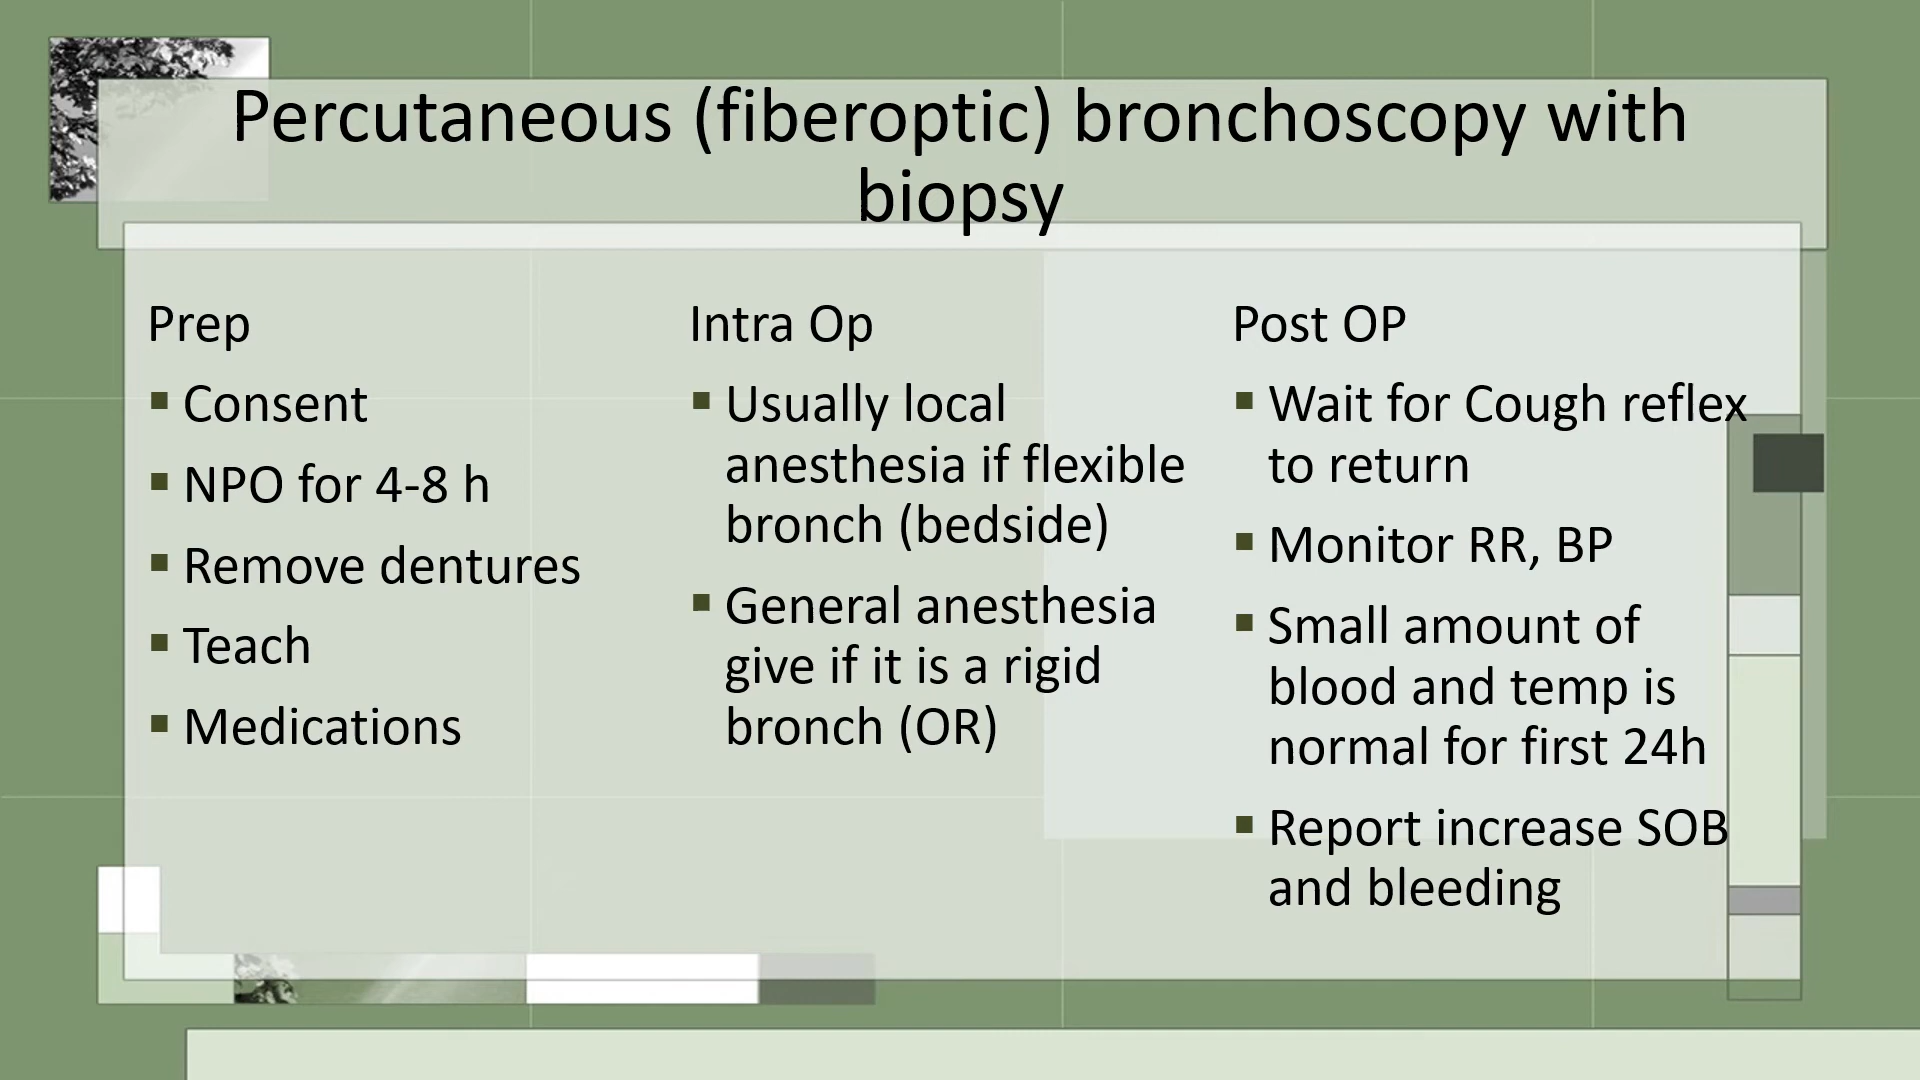 Percutaneous (fiberoptic) bronchoscopy with
biopsy
Prep
▪ Consent
▪ NPO for 4-8 h
▪ Remove dentures
▪ Teach
▪ Medications
Intra Op
▪ Usually local
anesthesia if flexible
bronch (bedside)
▪ General anesthesia
give if it is a rigid
bronch (OR)
Post OP
▪ Wait for Cough reflex
to return
▪ Monitor RR, BP
▪ Small amount of
blood and temp is
normal for first 24h
▪ Report increase SOB
and bleeding